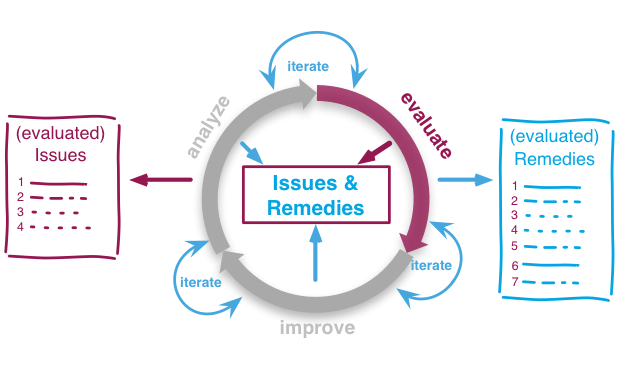 iterate
analyze
evaluate
(evaluated)
Issues
1
2
3
4
Issues &
Remedies
(evaluated)
Remedies
1
2
3
4
5
6
7
iterate
iterate
improve